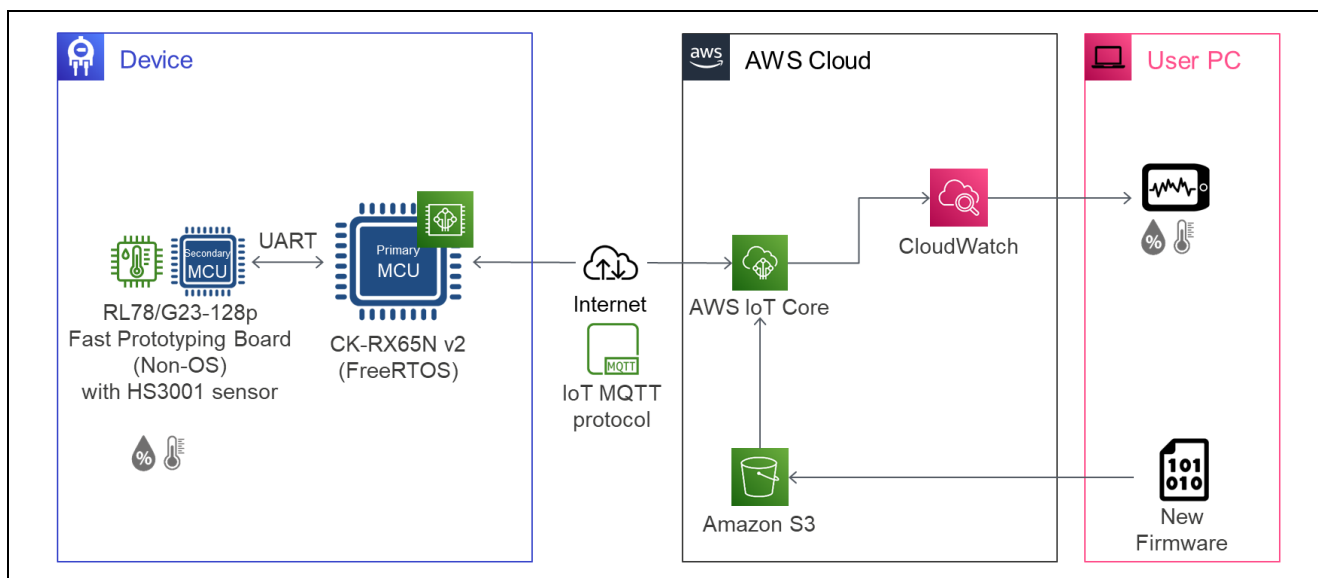 Device
aws
AWS Cloud
User PC
UART
Secondary
MCU
Primary
MCU
RL78/G23-128p
Fast Prototyping Board
(Non-OS)
with HS3001 sensor
CK-RX65N v2
(FreeRTOS)
Internet
MQTT
IoT MQTT
protocol
AWS IoT Core
CloudWatch
%
%
Amazon S3
101
010
New
Firmware